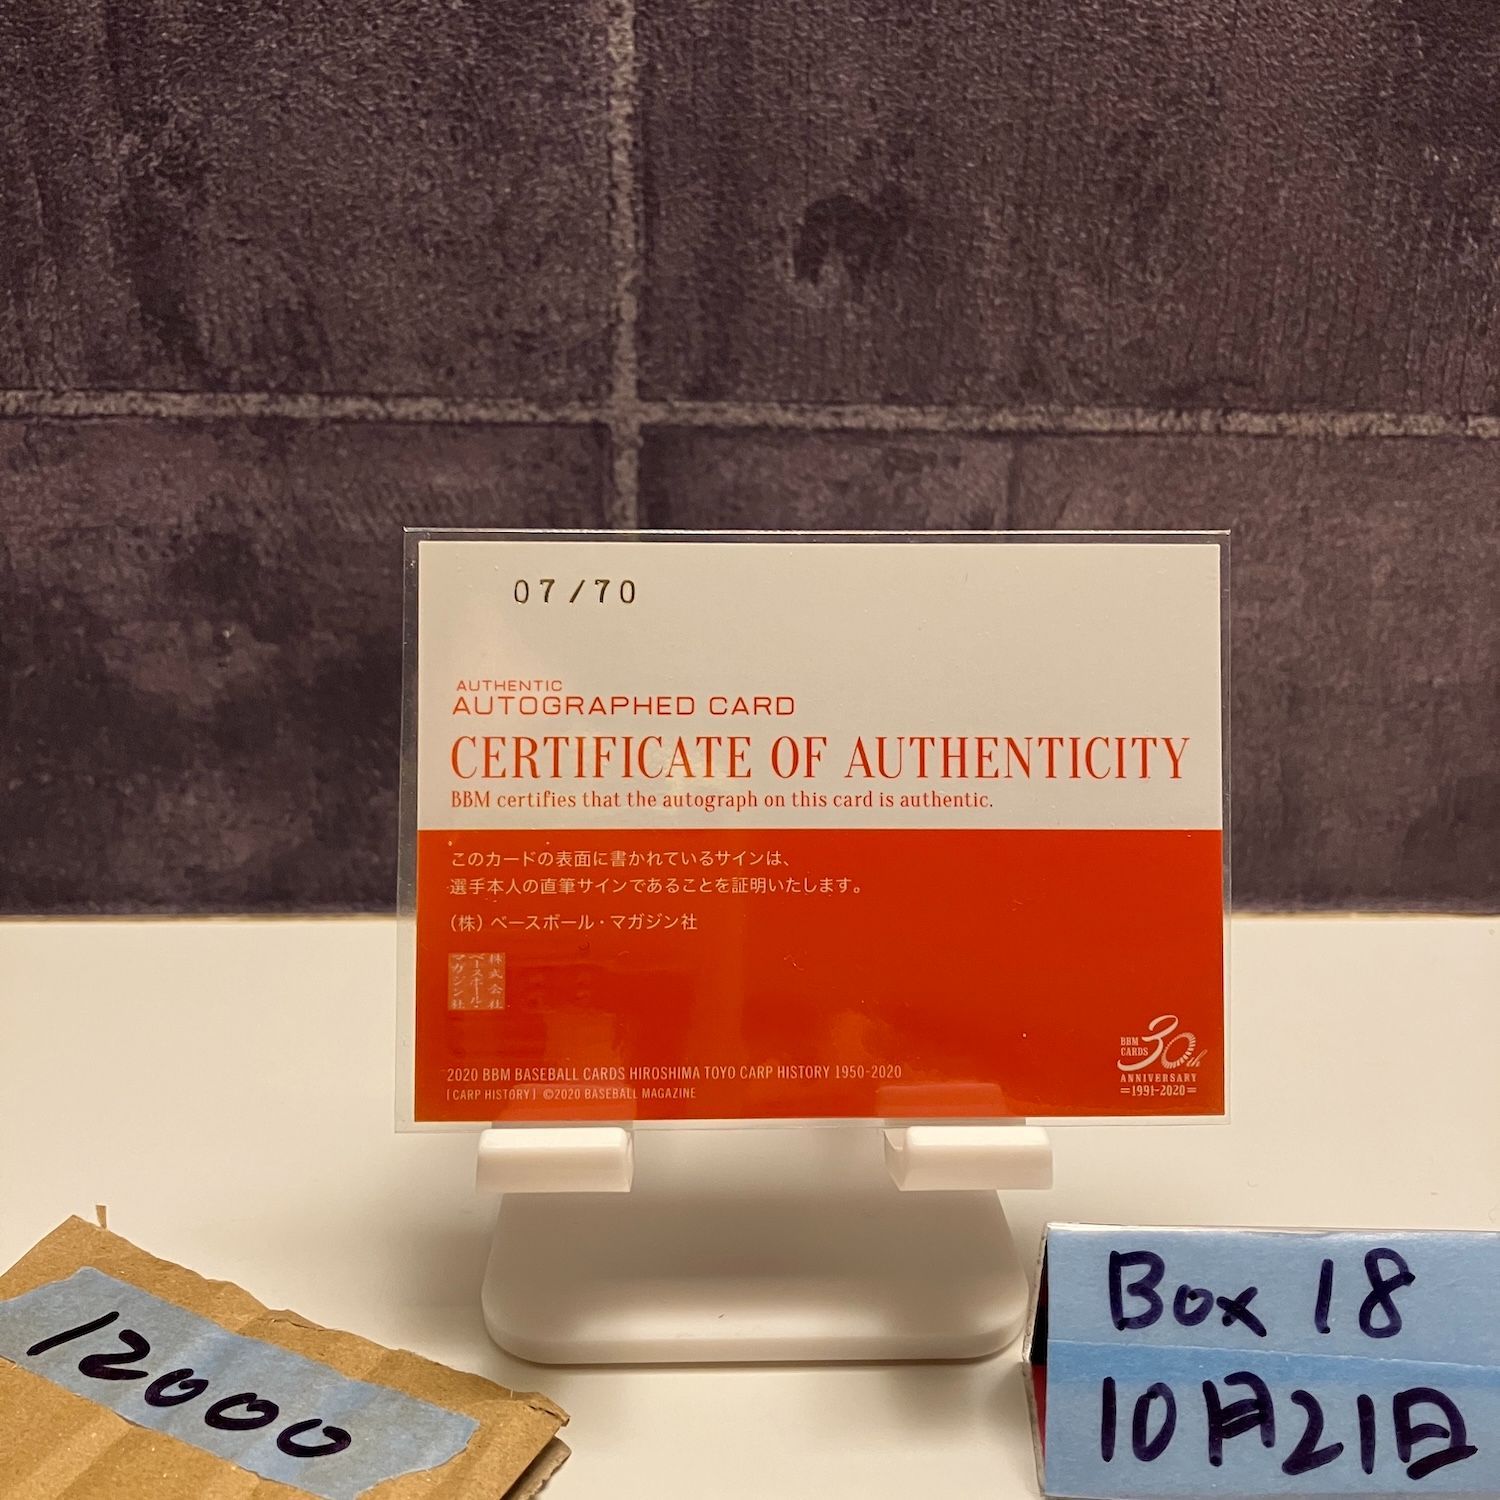 07/70
AUTHENTIC
AUTOGRAPHED CARD
CERTIFICATE OF AUTHENTICITY
BBM certifies that the autograph on this card is authentic.
このカードの表面に書かれているサインは、
選手本人の直筆サインであることを証明いたします。
(株) ベースボール・マガジン社
株式会社
ベースボール・
マガジン社
2020 BBM BASEBALL CARDS HIROSHIMA TOYO CARP HISTORY 1950-2020
[CARP HISTORY] ©2020 BASEBALL MAGAZINE
BBM
CARDS
30th
ANNIVERSARY
=1991-2020=
12000
Box 18
10月21日